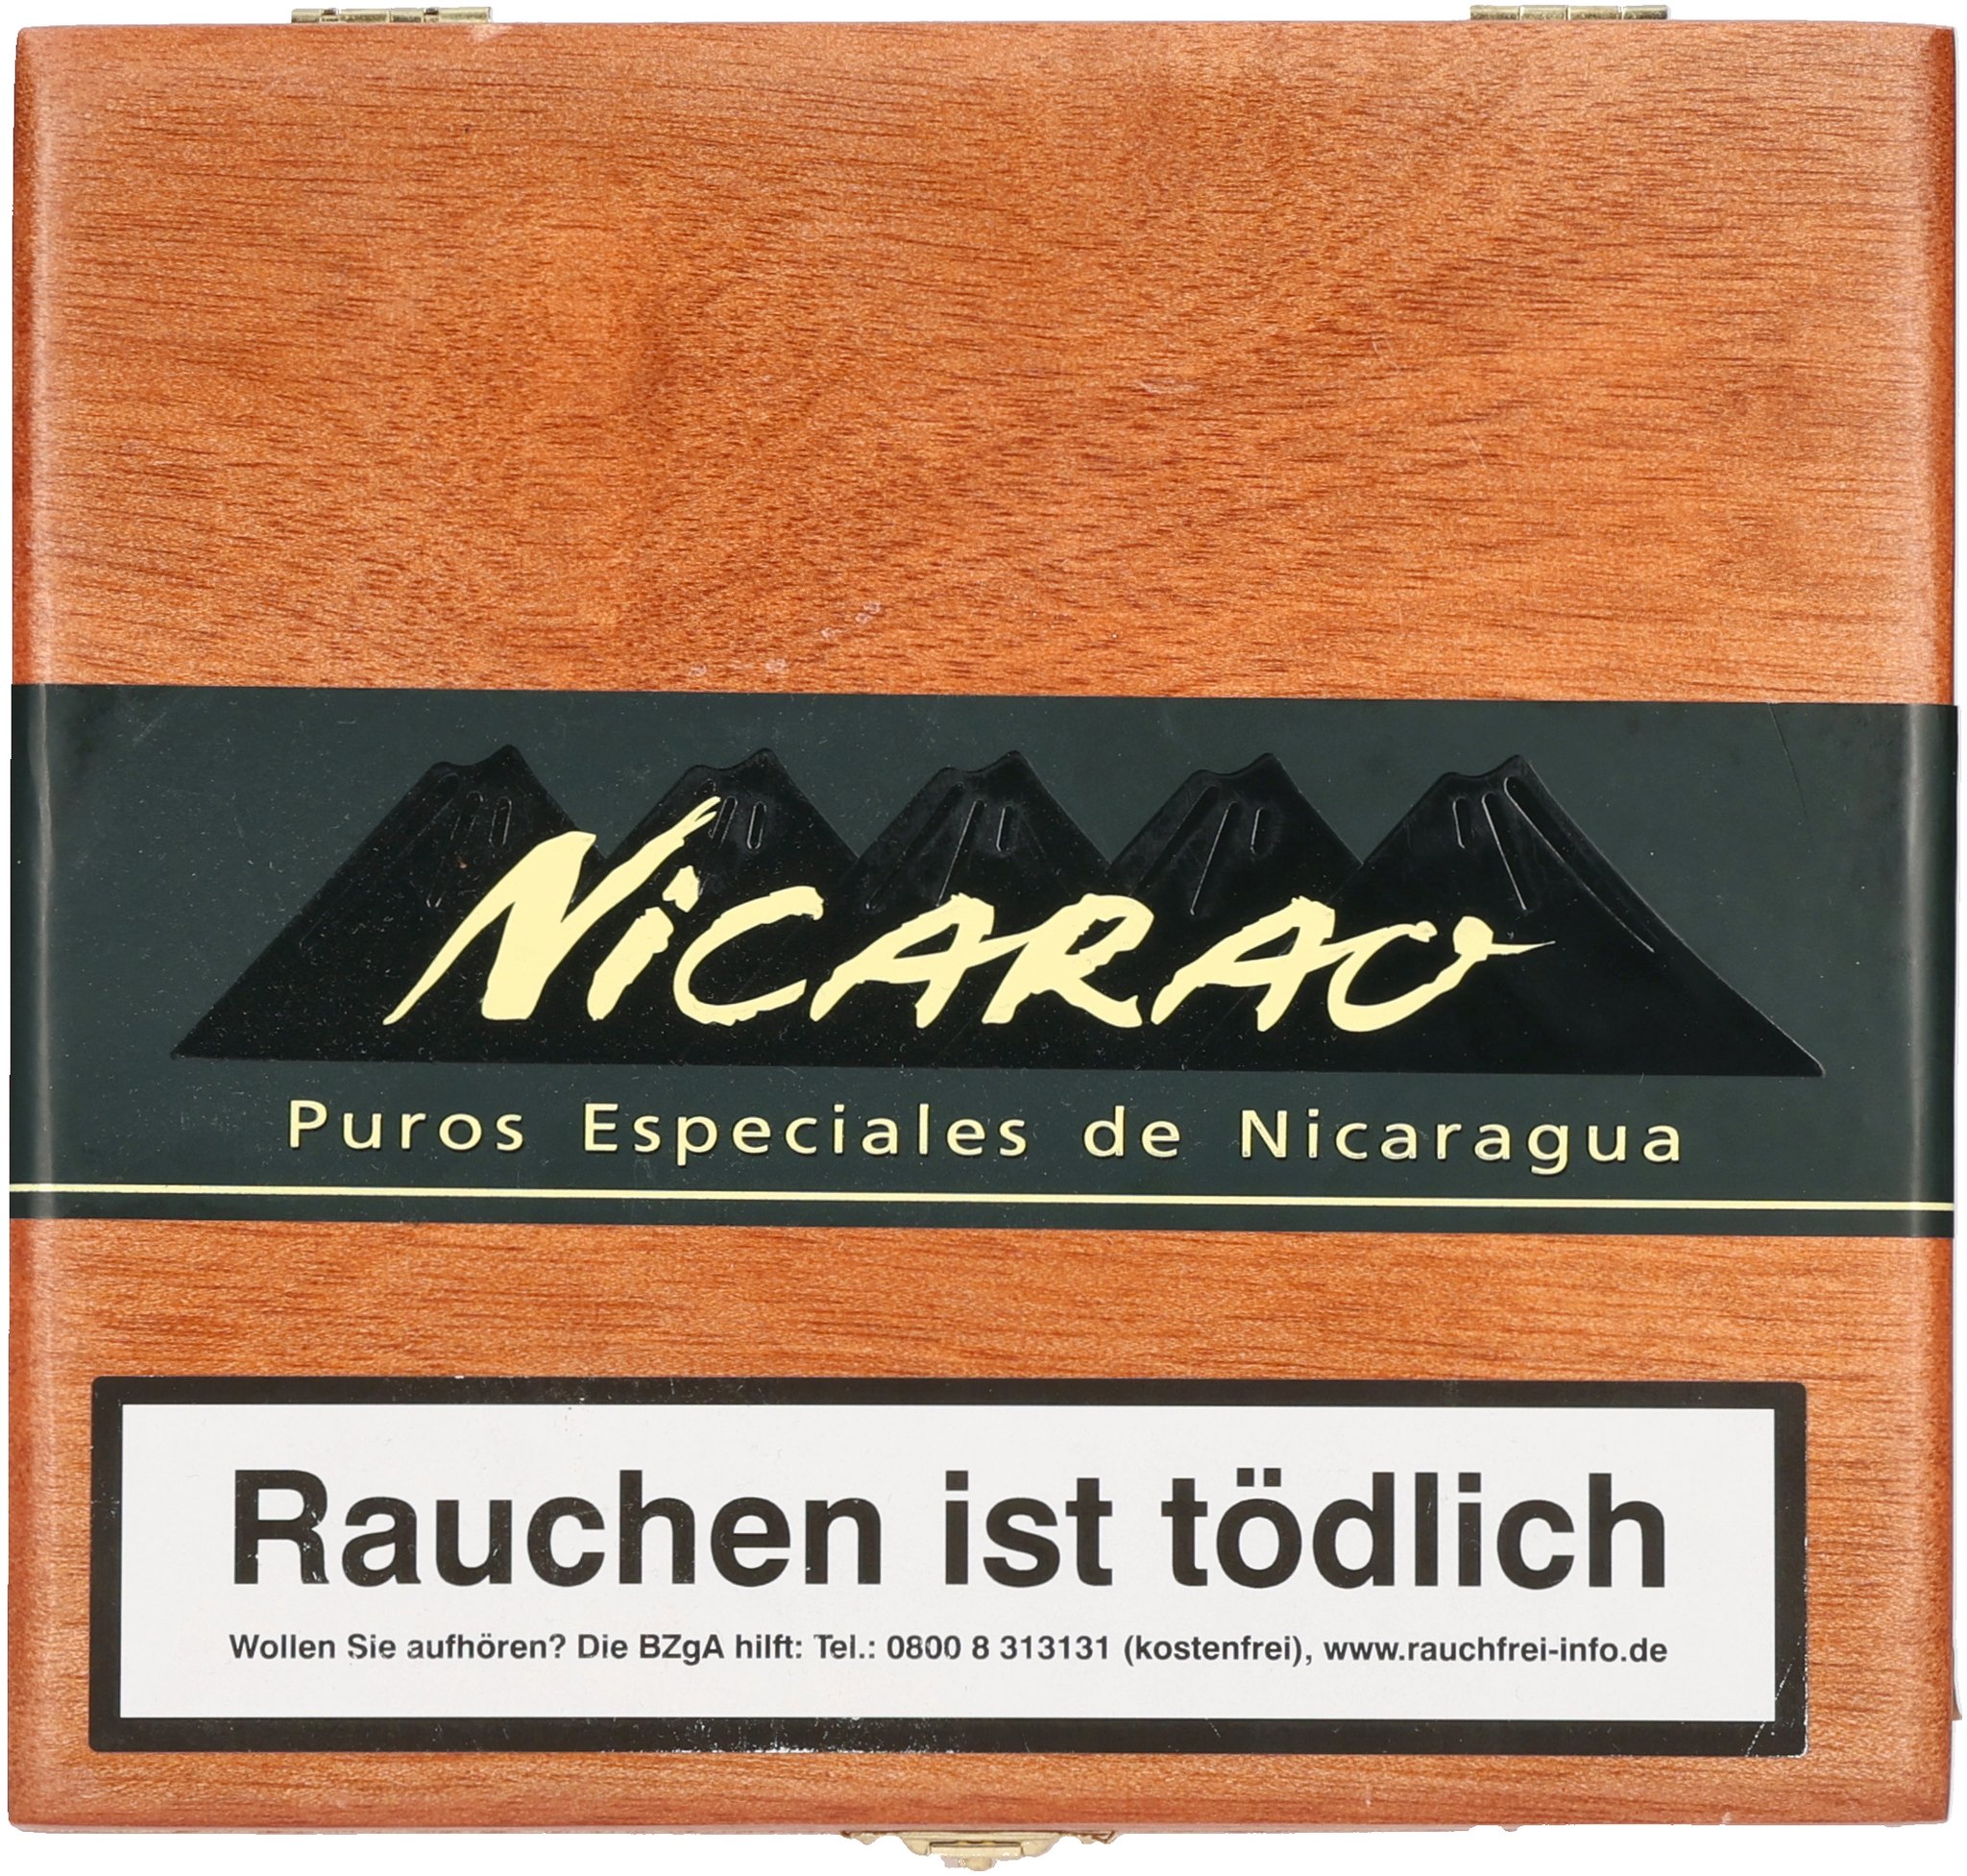 NiCARAO
Puros Especiales de Nicaragua
Rauchen ist tödlich
Wollen Sie aufhören? Die BZgA hilft: Tel.: 0800 8 313131 (kostenfrei), www.rauchfrei-info.de